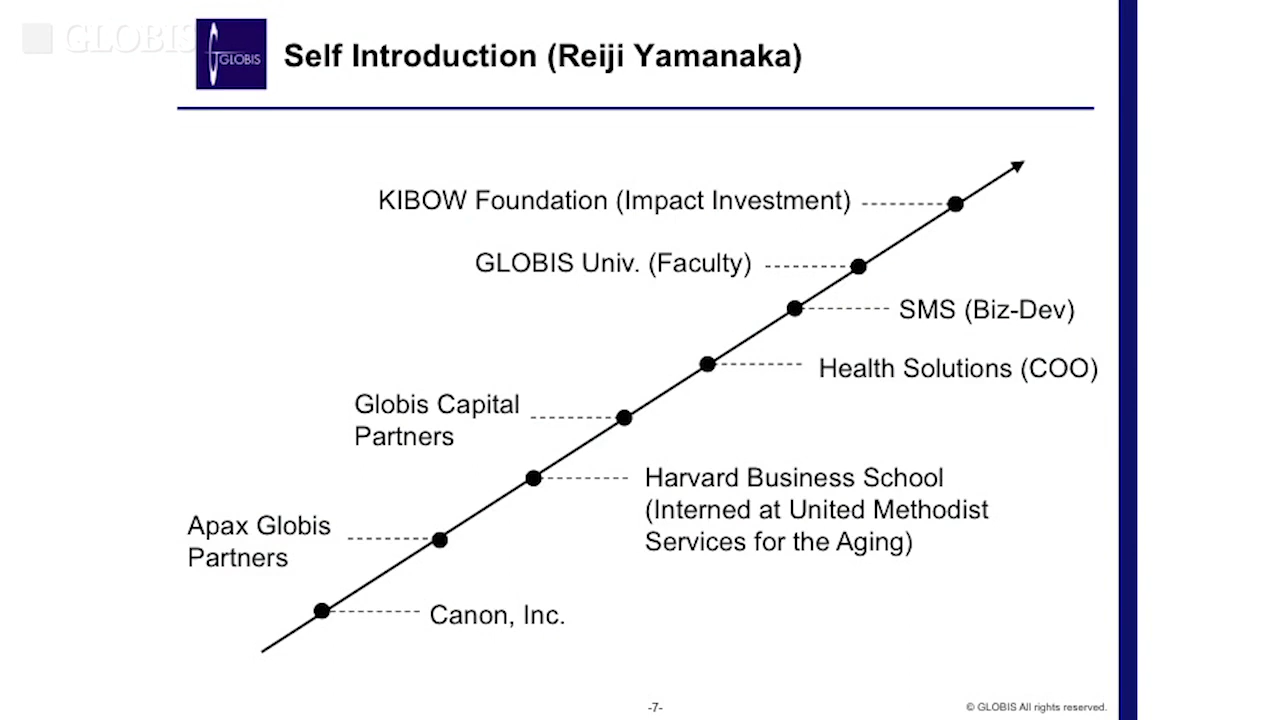 GLOBIS
GLOBIS
Self Introduction (Reiji Yamanaka)
KIBOW Foundation (Impact Investment)
GLOBIS Univ. (Faculty)
SMS (Biz-Dev)
Health Solutions (COO)
Globis Capital
Partners
Harvard Business School
(Interned at United Methodist
Services for the Aging)
Apax Globis
Partners
Canon, Inc.
-7-
© GLOBIS All rights reserved.